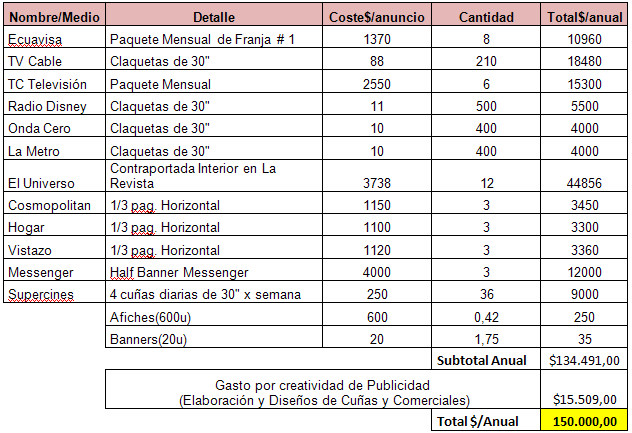 Nombre/Medio Detalle Coste$/anuncio Cantidad Total$/anual
Ecuavisa Paquete Mensual de Franja # 1 1370 8 10960
TV Cable Claquetas de 30" 88 210 18480
TC Televisión Paquete Mensual 2550 6 15300
Radio Disney Claquetas de 30" 11 500 5500
Onda Cero Claquetas de 30" 10 400 4000
La Metro Claquetas de 30" 10 400 4000
Contraportada Interior en La
El Universo Revista 3738 12 44856
Cosmopolitan 1/3 pag. Horizontal 1150 3 3450
Hogar 1/3 pag. Horizontal 1100 3 3300
Vistazo 1/3 pag. Horizontal 1120 3 3360
Messenger Half Banner Messenger 4000 3 12000
Supercines 4 cuñas diarias de 30" x semana 250 36 9000
Afiches(600u) 600 0,42 250
Banners(20u) 20 1,75 35
Subtotal Anual $134.491,00
Gasto por creatividad de Publicidad
(Elaboración y Diseños de Cuñas y Comerciales) $15.509,00
Total $/Anual 150.000,00